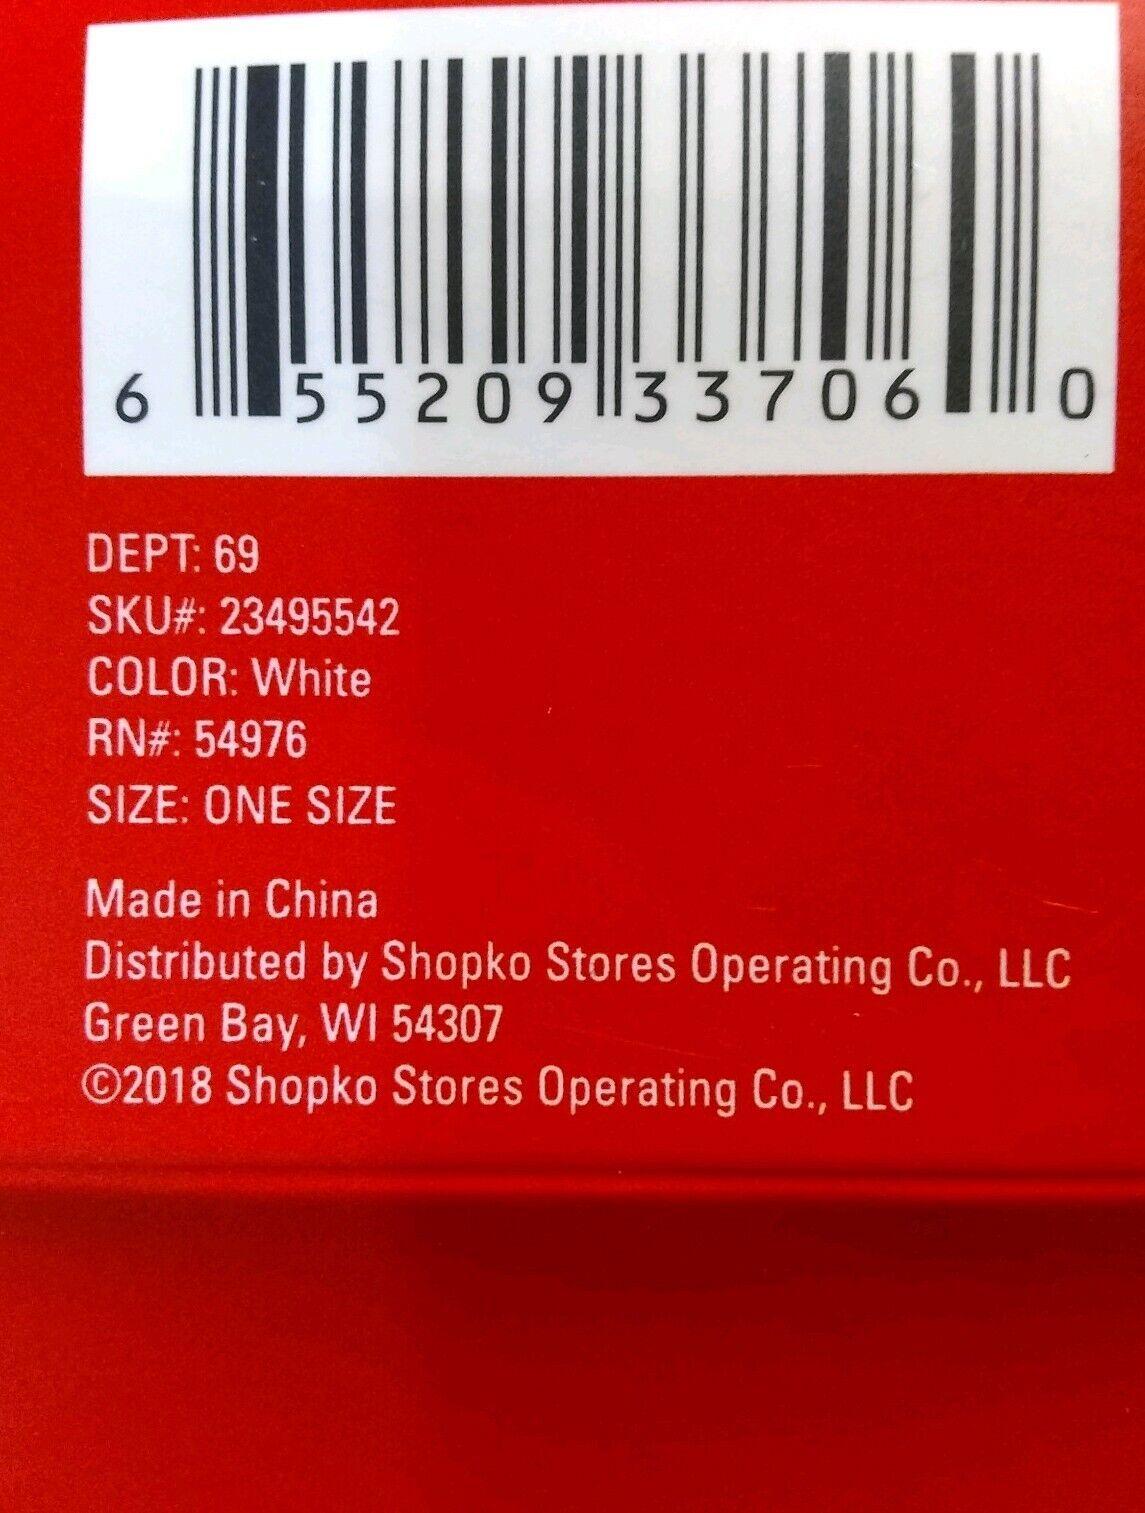 6 55209 33706 0
DEPT: 69
SKU#: 23495542
COLOR: White
RN#: 54976
SIZE: ONE SIZE
Made in China
Distributed by Shopko Stores Operating Co., LLC
Green Bay, WI 54307
©2018 Shopko Stores Operating Co., LLC